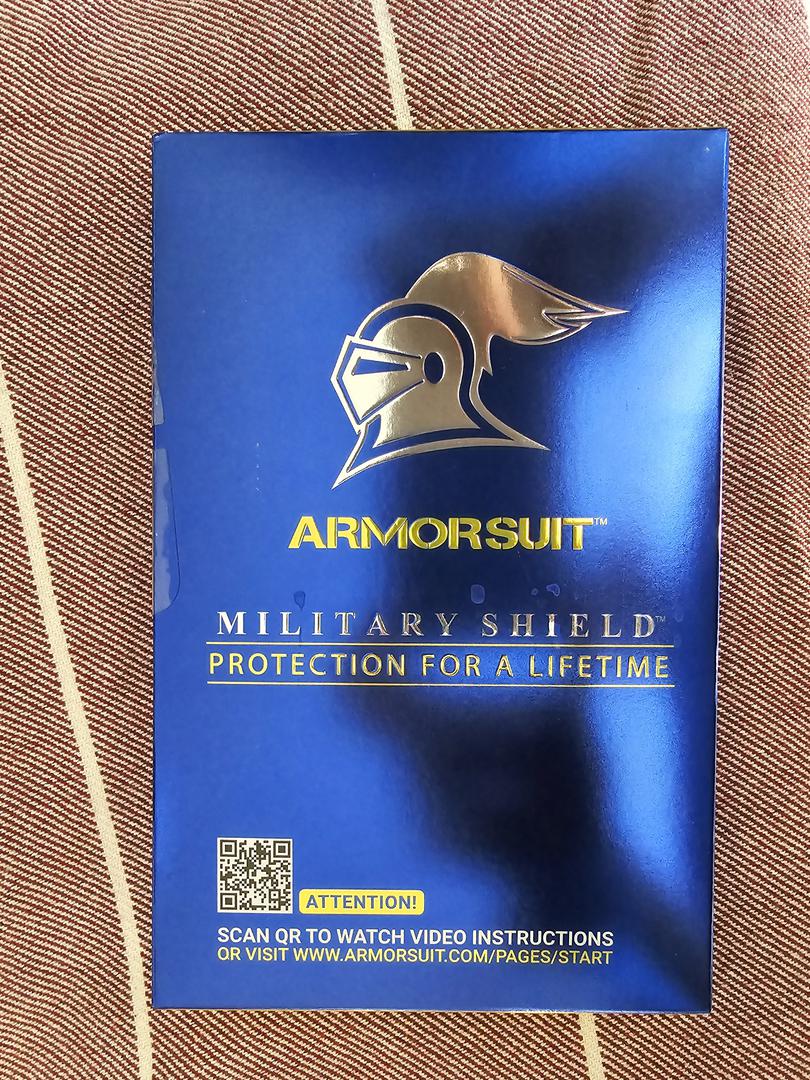 ARMORSUIT™
MILITARY SHIELD™
PROTECTION FOR A LIFETIME
ATTENTION!
SCAN QR TO WATCH VIDEO INSTRUCTIONS
OR VISIT WWW.ARMORSUIT.COM/PAGES/START